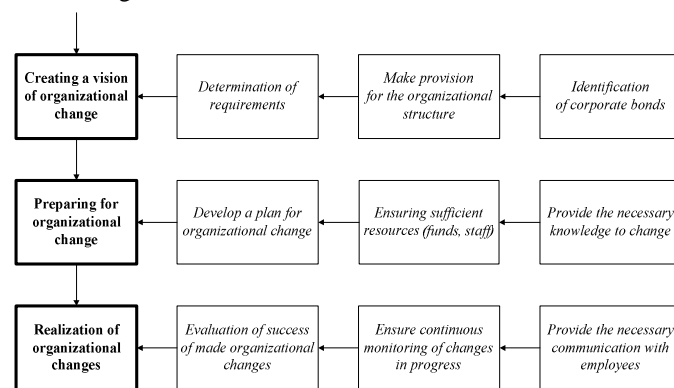 Creating a vision
of organizational
change
Determination of
requirements
Make provision
for the organizational
structure
Identification
of corporate bonds
Preparing for
organizational
change
Develop a plan for
organizational change
Ensuring sufficient
resources (funds, staff)
Provide the necessary
knowledge to change
Realization of
organizational
changes
Evaluation of success
of made organizational
changes
Ensure continuous
monitoring of changes
in progress
Provide the necessary
communication with
employees